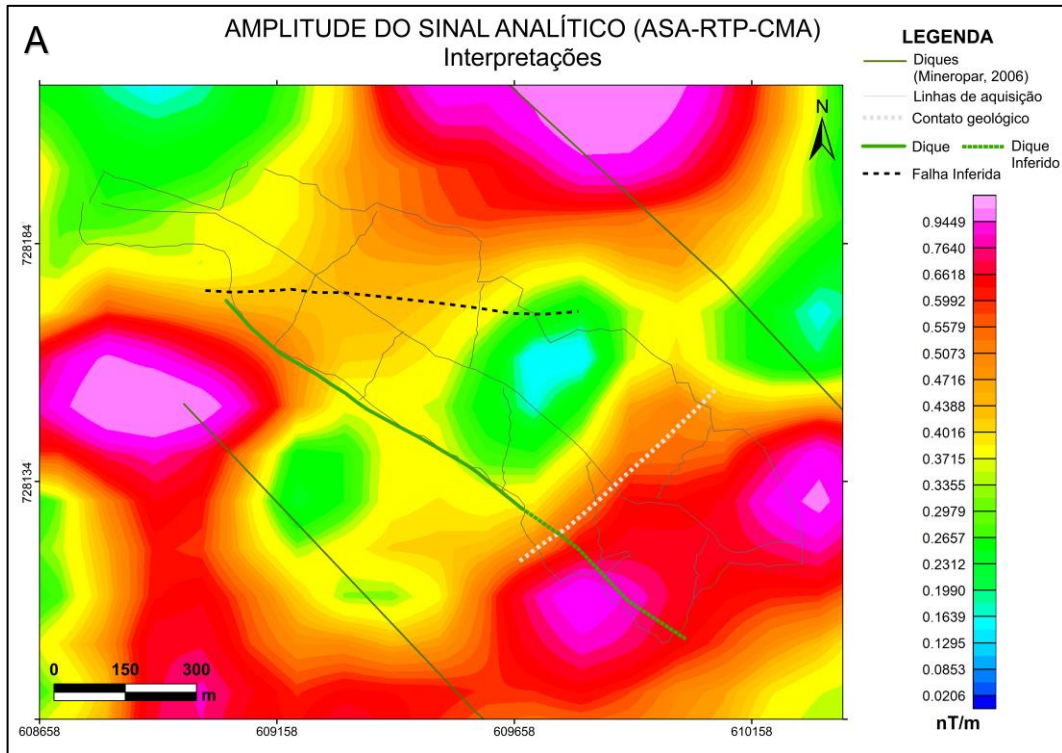 A
AMPLITUDE DO SINAL ANALÍTICO (ASA-RTP-CMA)
Interpretações
LEGENDA
Diques
(Mineropar, 2006)
Linhas de aquisição
Contato geológico
Dique
Dique
Inferido
Falha Inferida
N
728184
728134
0.9449
0.7640
0.6618
0.5992
0.5579
0.5073
0.4716
0.4388
0.4016
0.3715
0.3355
0.2979
0.2657
0.2312
0.1990
0.1639
0.1295
0.0853
0.0206
nT/m
0 150 300
m
608658 609158 609658 610158